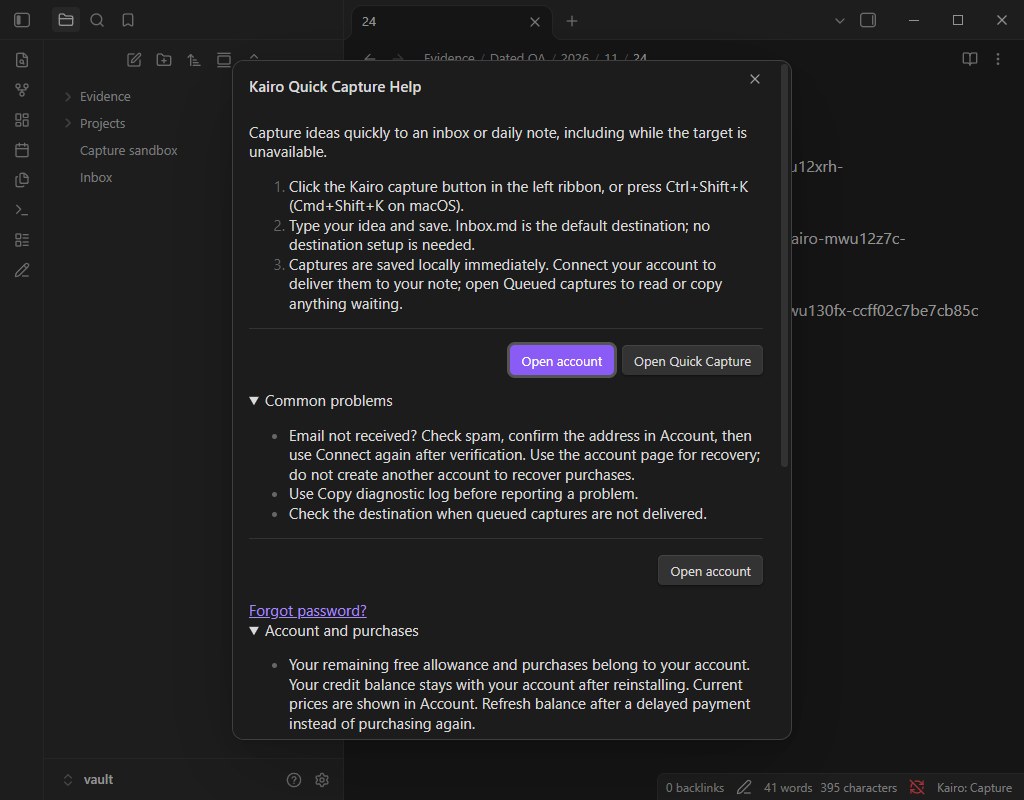 24
Evidence / Dated QA / 2026 / 11 / 24
Kairo Quick Capture Help
Evidence
Projects
Capture sandbox
Inbox
Capture ideas quickly to an inbox or daily note, including while the target is
unavailable.
1. Click the Kairo capture button in the left ribbon, or press Ctrl+Shift+K
(Cmd+Shift+K on macOS).
2. Type your idea and save. Inbox.md is the default destination; no
destination setup is needed.
3. Captures are saved locally immediately. Connect your account to
deliver them to your note; open Queued captures to read or copy
anything waiting.
u12xrh-
airo-mwu12z7c-
wu130fx-ccff02c7be7cb85c
Open account
Open Quick Capture
Common problems
Email not received? Check spam, confirm the address in Account, then
use Connect again after verification. Use the account page for recovery;
do not create another account to recover purchases.
Use Copy diagnostic log before reporting a problem.
Check the destination when queued captures are not delivered.
Open account
Forgot password?
Account and purchases
Your remaining free allowance and purchases belong to your account.
Your credit balance stays with your account after reinstalling. Current
prices are shown in Account. Refresh balance after a delayed payment
instead of purchasing again.
vault
0 backlinks
41 words
395 characters
Kairo: Capture